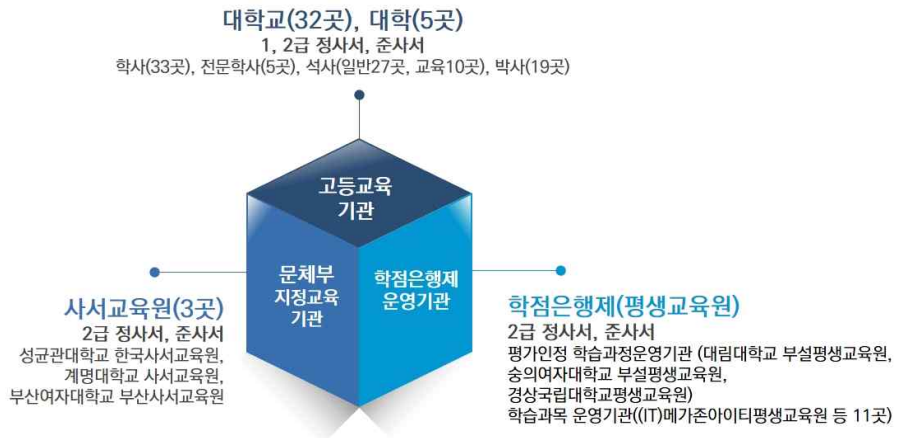 대학교(32곳), 대학(5곳)
1, 2급 정사서, 준사서
학사(33곳), 전문학사(5곳), 석사(일반27곳, 교육10곳), 박사(19곳)
고등교육
기관
문체부
지정교육
기관
학점은행제
운영기관
사서교육원(3곳)
2급 정사서, 준사서
성균관대학교 한국사서교육원,
계명대학교 사서교육원,
부산여자대학교 부산사서교육원
학점은행제(평생교육원)
2급 정사서, 준사서
평가인정 학습과정운영기관 (대림대학교 부설평생교육원,
숭의여자대학교 부설평생교육원,
경상국립대학교평생교육원)
학습과목 운영기관((IT)메가존아이티평생교육원 등 11곳)